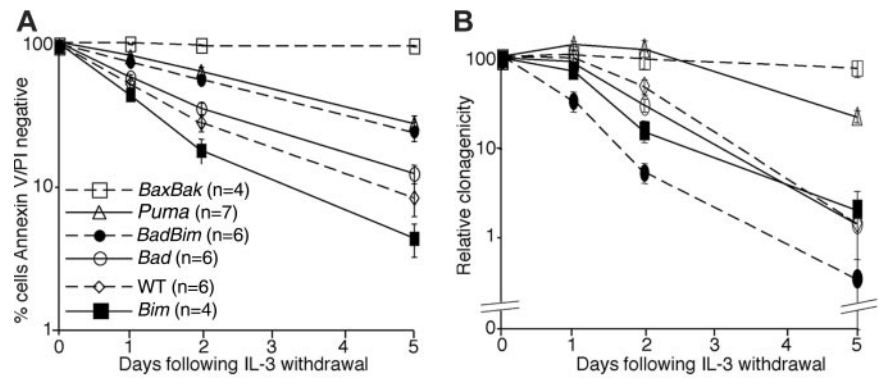 A
B
% cells Annexin V/PI negative
100
10
1
BaxBak (n=4)
Puma (n=7)
BadBim (n=6)
Bad (n=6)
WT (n=6)
Bim (n=4)
0 1 2 3 4 5
Days following IL-3 withdrawal
Relative clonagenicity
100
10
1
0
0 1 2 3 4 5
Days following IL-3 withdrawal